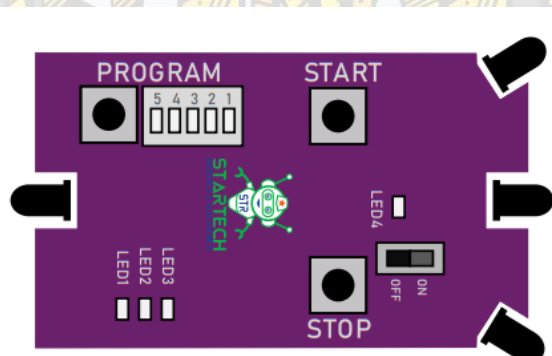 PROGRAM
START
5 4 3 2 1
STARTECH
STR
LED4
OFF
ON
LED1
LED2
LED3
STOP